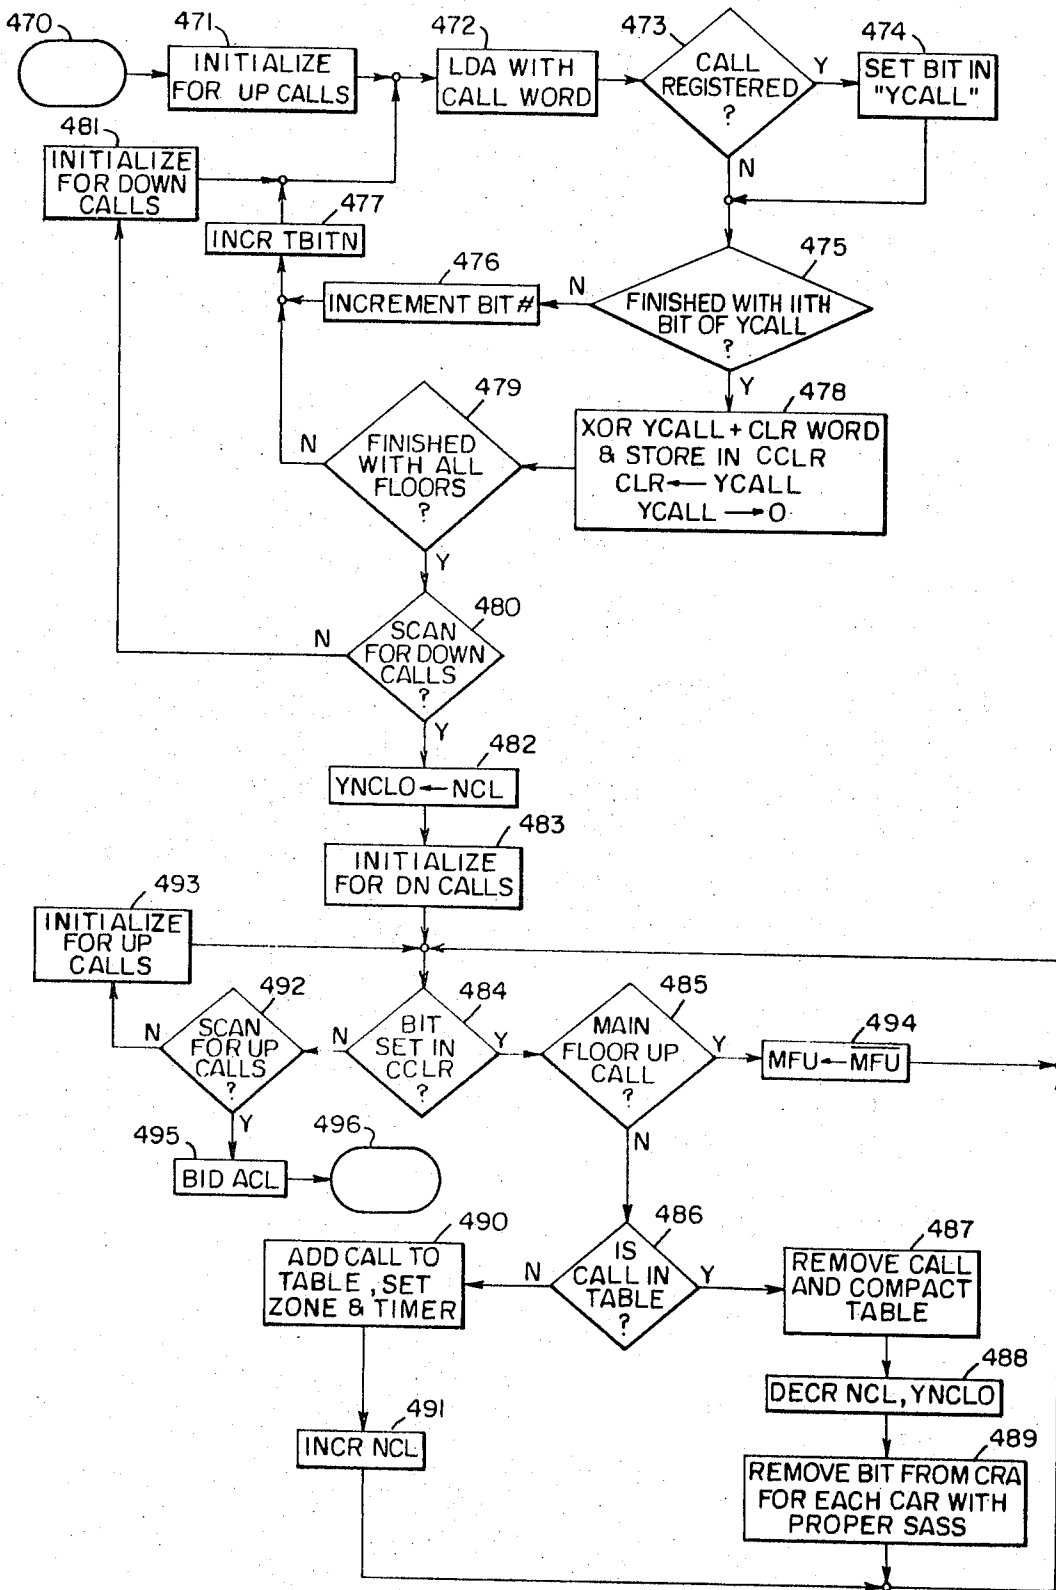 470
471
INITIALIZE
FOR UP CALLS
472
LDA WITH
CALL WORD
473
CALL
REGISTERED
?
Y
N
474
SET BIT IN
"YCALL"
481
INITIALIZE
FOR DOWN
CALLS
477
INCR TBITN
476
INCREMENT BIT #
N
475
FINISHED WITH 11TH
BIT OF YCALL
?
Y
478
XOR YCALL + CLR WORD
& STORE IN CCLR
CLR ← YCALL
YCALL → O
479
N
FINISHED
WITH ALL
FLOORS
?
Y
480
N
SCAN
FOR DOWN
CALLS
?
Y
482
YNCLO ← NCL
483
INITIALIZE
FOR DN CALLS
493
INITIALIZE
FOR UP
CALLS
492
N
SCAN
FOR UP
CALLS
?
Y
484
N
BIT
SET IN
CCLR
?
Y
485
MAIN
FLOOR UP
CALL
?
Y
N
494
MFU ← M̅F̅U̅
495
BID ACL
496
490
ADD CALL TO
TABLE, SET
ZONE & TIMER
486
N
IS
CALL IN
TABLE
?
Y
487
REMOVE CALL
AND COMPACT
TABLE
488
DECR NCL, YNCLO
491
INCR NCL
489
REMOVE BIT FROM CRA
FOR EACH CAR WITH
PROPER SASS